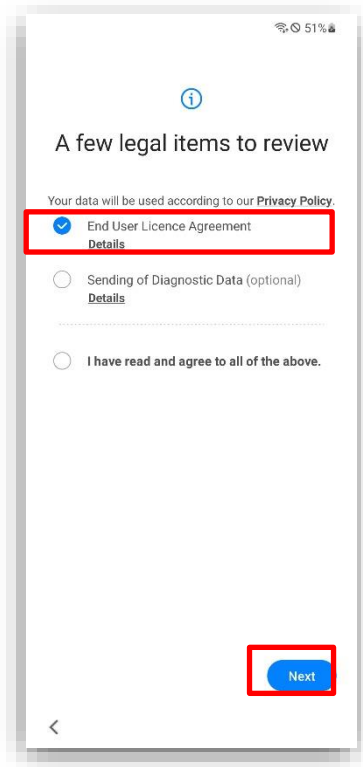 51%
A few legal items to review
Your data will be used according to our Privacy Policy.
End User Licence Agreement
Details
Sending of Diagnostic Data (optional)
Details
I have read and agree to all of the above.
Next